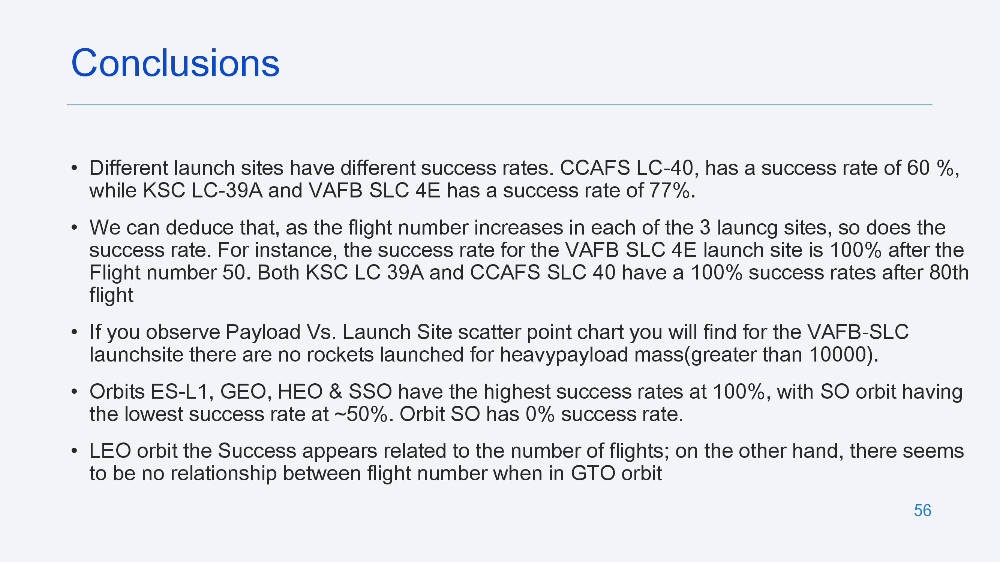 Conclusions
• Different launch sites have different success rates. CCAFS LC-40, has a success rate of 60 %,
while KSC LC-39A and VAFB SLC 4E has a success rate of 77%.
• We can deduce that, as the flight number increases in each of the 3 launcg sites, so does the
success rate. For instance, the success rate for the VAFB SLC 4E launch site is 100% after the
Flight number 50. Both KSC LC 39A and CCAFS SLC 40 have a 100% success rates after 80th
flight
• If you observe Payload Vs. Launch Site scatter point chart you will find for the VAFB-SLC
launchsite there are no rockets launched for heavypayload mass(greater than 10000).
• Orbits ES-L1, GEO, HEO & SSO have the highest success rates at 100%, with SO orbit having
the lowest success rate at ~50%. Orbit SO has 0% success rate.
• LEO orbit the Success appears related to the number of flights; on the other hand, there seems
to be no relationship between flight number when in GTO orbit
56